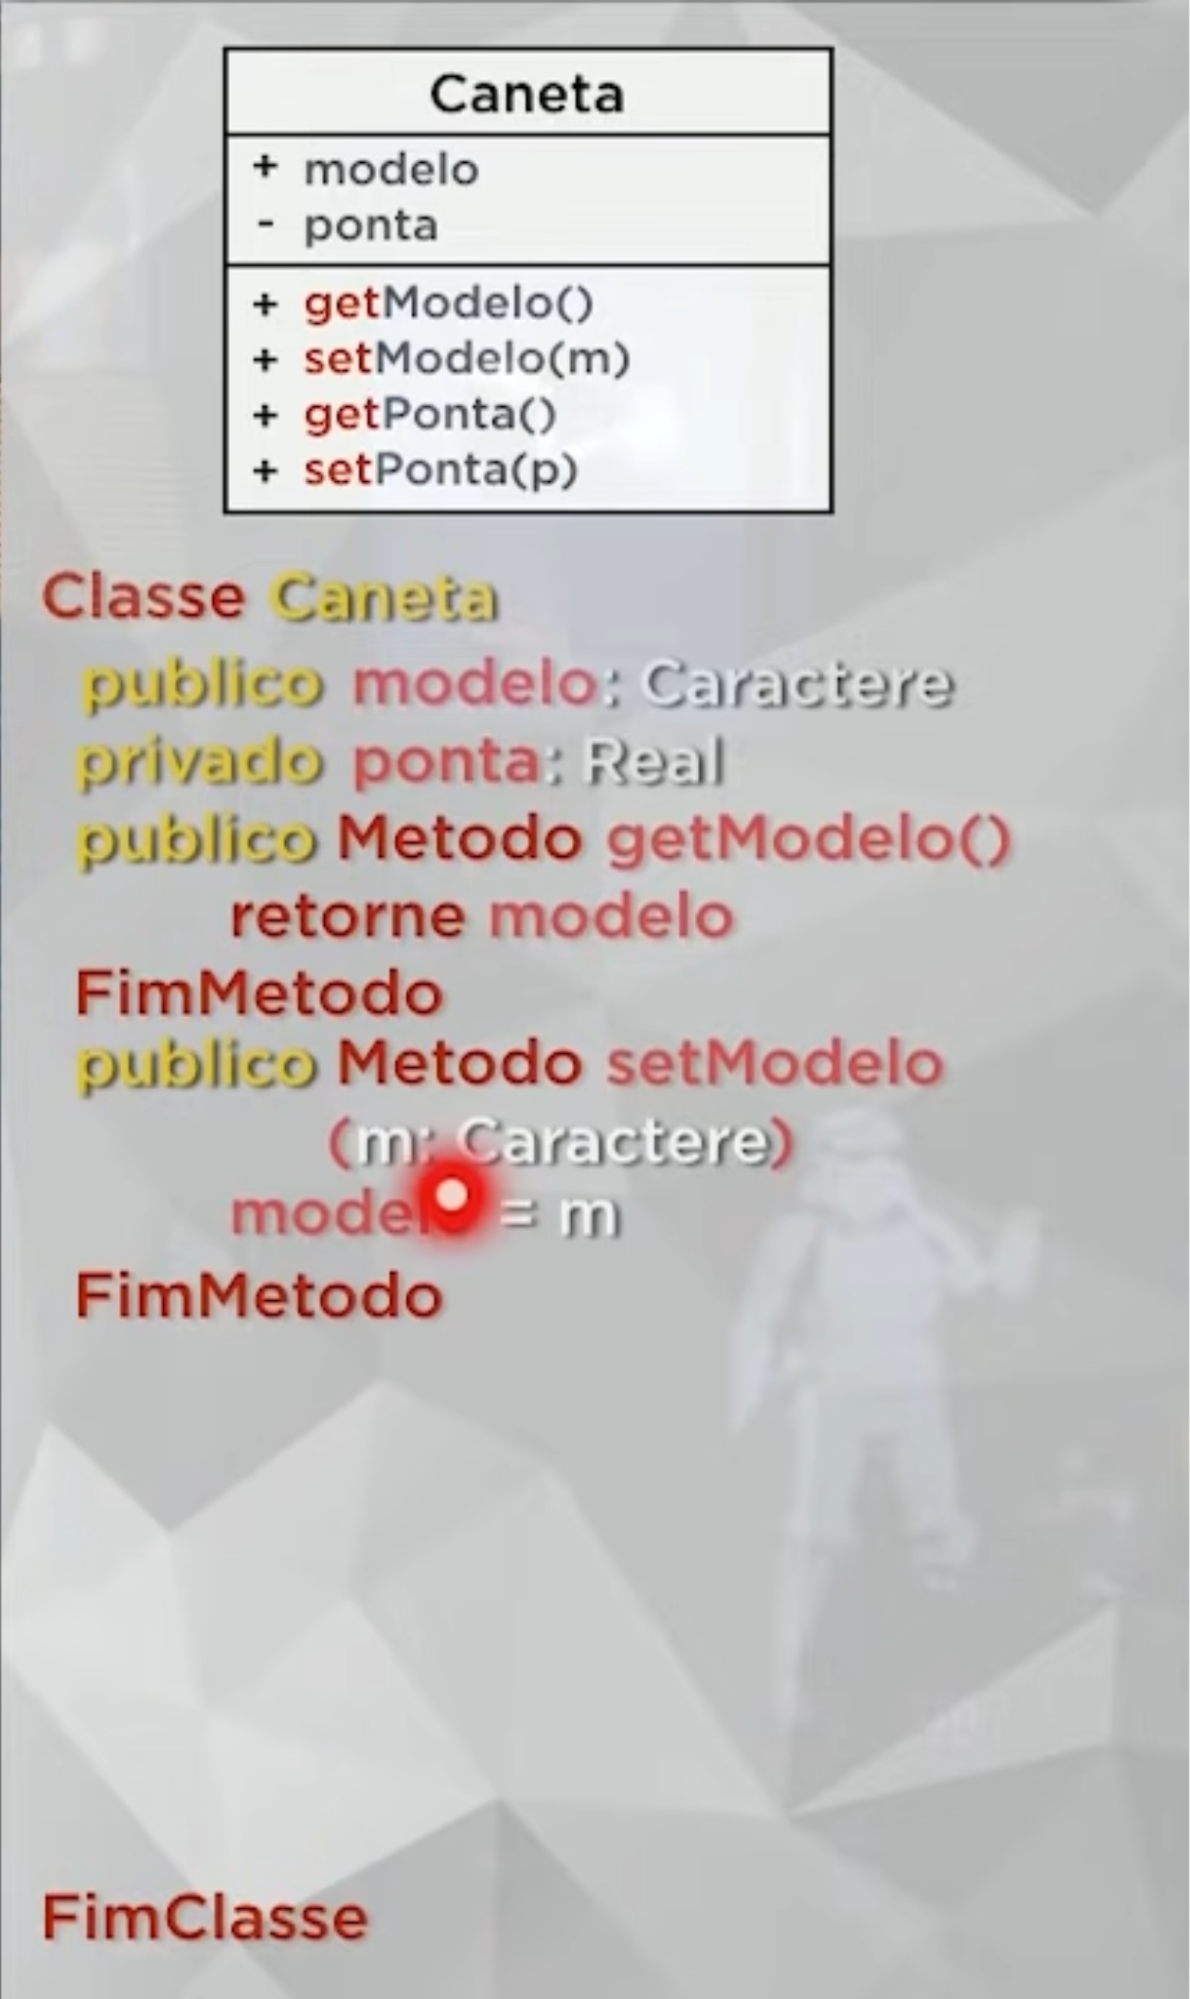 Caneta
+ modelo
- ponta
+ getModelo()
+ setModelo(m)
+ getPonta()
+ setPonta(p)
Classe Caneta
publico modelo: Caractere
privado ponta: Real
publico Metodo getModelo()
retorne modelo
FimMetodo
publico Metodo setModelo
(m: Caractere)
modelo = m
FimMetodo
FimClasse